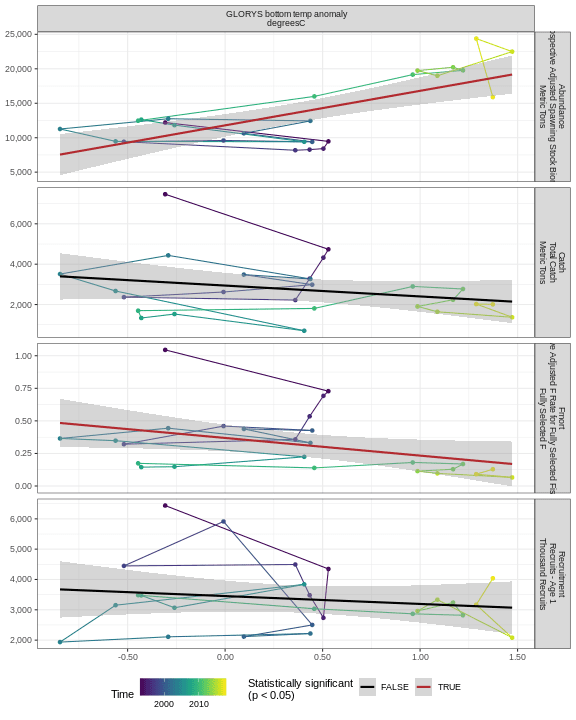 GLORYS bottom temp anomaly
degreesC
25,000
20,000
15,000
10,000
5,000
Abundance
Adjusted Spawning Stock
Metric Tons
6,000
4,000
2,000
Catch
Total Catch
Metric Tons
1.00
0.75
0.50
0.25
0.00
Fmort
Adjusted F Rate for Fully Selected
Fully Selected F
6,000
5,000
4,000
3,000
2,000
Recruitment
Recruits - Age 1
Thousand Recruits
-0.50
0.00
0.50
1.00
1.50
Time
2000
2010
Statistically significant
(p < 0.05)
FALSE
TRUE